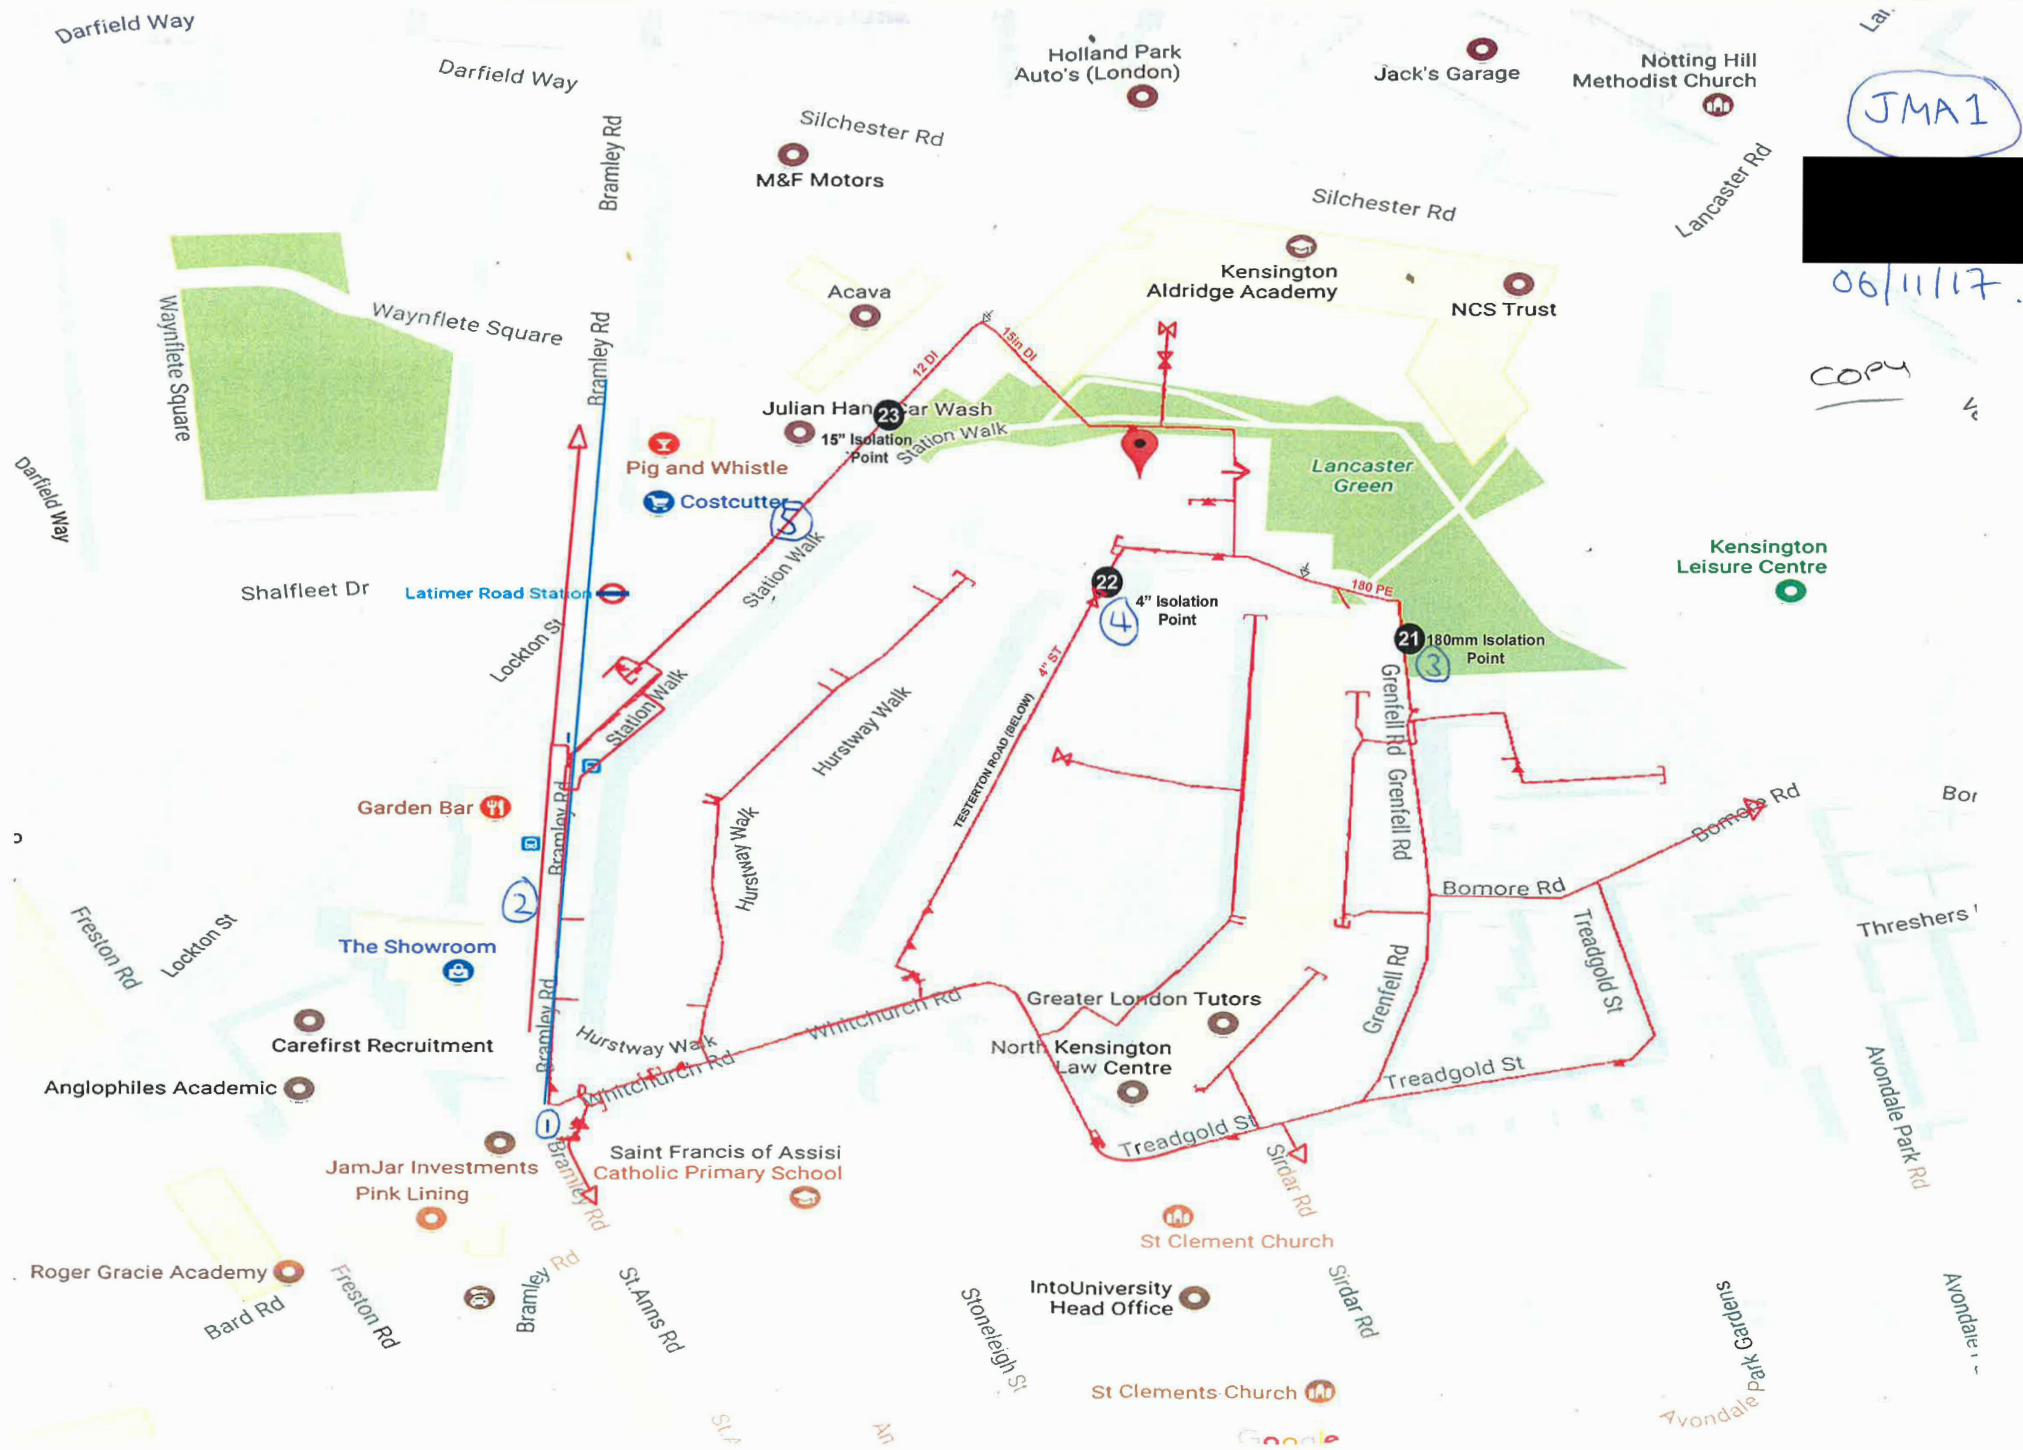 Darfield Way
Darfield Way
Bramley Rd
Silchester Rd
M&F Motors
Holland Park
Auto's (London)
Jack's Garage
Notting Hill
Methodist Church
JMA1
06/11/17.
COPY
Lancaster Rd
Silchester Rd
Kensington
Aldridge Academy
NCS Trust
Acava
Waynflete Square
Waynflete Square
Bramley Rd
12 DI
15in DI
Julian Han
23
Car Wash
15" Isolation
Point
Station Walk
Pig and Whistle
Costcutter
5
Station Walk
Lancaster
Green
Darfield Way
Shalfleet Dr
Latimer Road Station
Lockton St
22
4" Isolation
Point
4
180 PE
21
180mm Isolation
Point
3
Kensington
Leisure Centre
4" ST
TESTERTON ROAD (BELOW)
Station Walk
Hurstway Walk
Hurstway Walk
Grenfell Rd
Grenfell Rd
Garden Bar
Bramley Rd
2
Bomore Rd
Bomore Rd
Bor
Threshers
Treadgold St
Freston Rd
Lockton St
The Showroom
Bramley Rd
Carefirst Recruitment
Hurstway Walk
Whitchurch Rd
Whitchurch Rd
Greater London Tutors
North Kensington
Law Centre
Grenfell Rd
Treadgold St
Treadgold St
Anglophiles Academic
1
JamJar Investments
Pink Lining
Bramley Rd
Saint Francis of Assisi
Catholic Primary School
Sirdar Rd
St Clement Church
Avondale Park Rd
Roger Gracie Academy
Bard Rd
Freston Rd
Bramley Rd
St.Anns Rd
Stoneleigh St
IntoUniversity
Head Office
Sirdar Rd
St Clements Church
Avondale Park Gardens
Avondale
Google